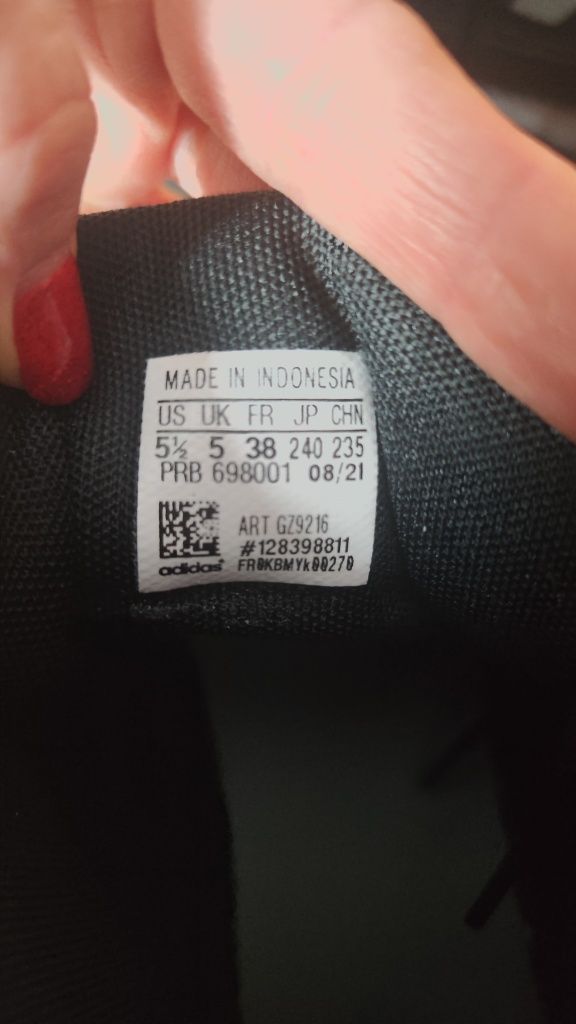 MADE IN INDONESIA
US UK FR JP CHN
5½ 5 38 240 235
PRB 698001 08/21
ART GZ9216
#128398811
adidas FR0KBMYk00270